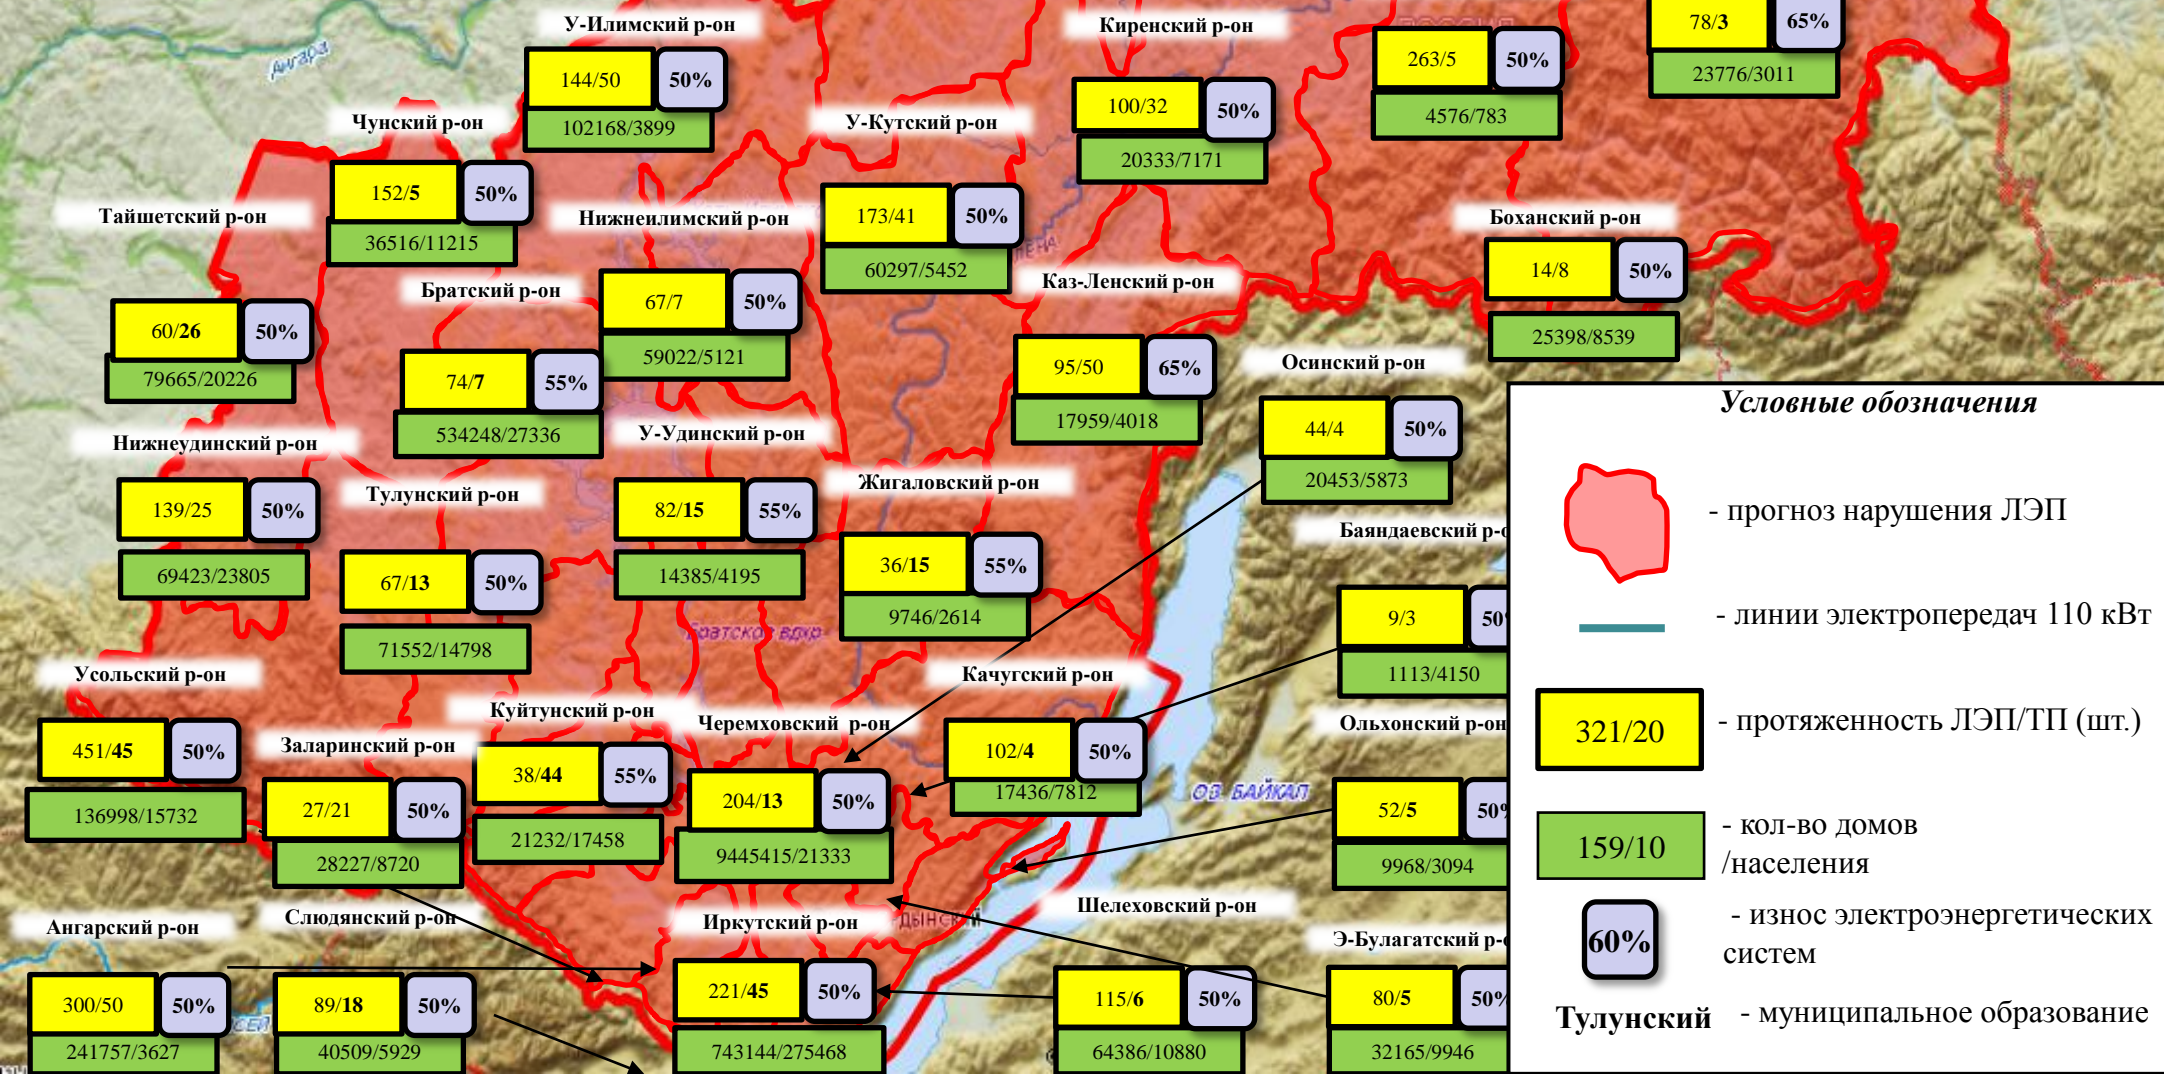 У-Илимский р-он
144/50
50%
102168/3899
Киренский р-он
100/32
50%
20333/7171
263/5
50%
4576/783
78/3
65%
23776/3011
Ангара
Чунский р-он
152/5
50%
36516/11215
У-Кутский р-он
173/41
50%
60297/5452
Тайшетский р-он
60/26
50%
79665/20226
Нижнеилимский р-он
67/7
50%
59022/5121
Боханский р-он
14/8
50%
25398/8539
Братский р-он
74/7
55%
534248/27336
Каз-Ленский р-он
95/50
65%
17959/4018
Осинский р-он
44/4
50%
20453/5873
Нижнеудинский р-он
139/25
50%
69423/23805
Тулунский р-он
67/13
50%
71552/14798
У-Удинский р-он
82/15
55%
14385/4195
Жигаловский р-он
36/15
55%
9746/2614
Баяндаевский р-о
9/3
50
1113/4150
Братское вдхр
Усольский р-он
451/45
50%
136998/15732
Заларинский р-он
27/21
50%
28227/8720
Куйтунский р-он
38/44
55%
21232/17458
Черемховский р-он
204/13
50%
9445415/21333
Качугский р-он
102/4
50%
17436/7812
Ольхонский р-он
52/5
50%
9968/3094
ОЗ. БАЙКАЛ
Ангарский р-он
300/50
50%
241757/3627
Слюдянский р-он
89/18
50%
40509/5929
Иркутский р-он
221/45
50%
743144/275468
Шелеховский р-он
115/6
50%
64386/10880
Э-Булагатский р-о
80/5
50%
32165/9946
Условные обозначения
- прогноз нарушения ЛЭП
- линии электропередач 110 кВт
321/20
- протяженность ЛЭП/ТП (шт.)
159/10
- кол-во домов
/населения
60%
- износ электроэнергетических
систем
Тулунский - муниципальное образование